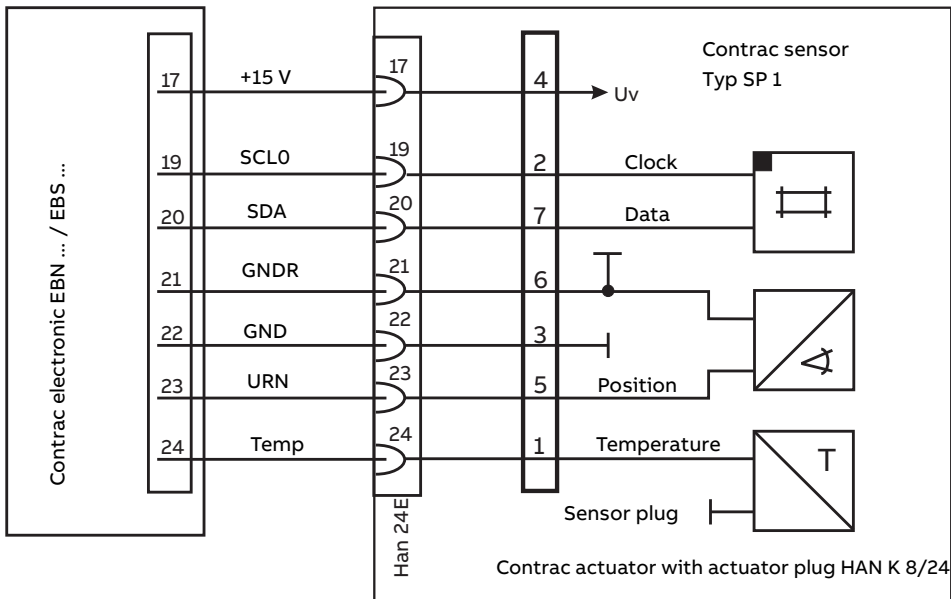 Contrac electronic EBN ... / EBS ...
Contrac sensor
Typ SP 1
17 +15 V 17 4 Uv
19 SCL0 19 2 Clock
20 SDA 20 7 Data
21 GNDR 21 6
22 GND 22 3
23 URN 23 5 Position
24 Temp 24 1 Temperature
T
Sensor plug
Han 24E
Contrac actuator with actuator plug HAN K 8/24